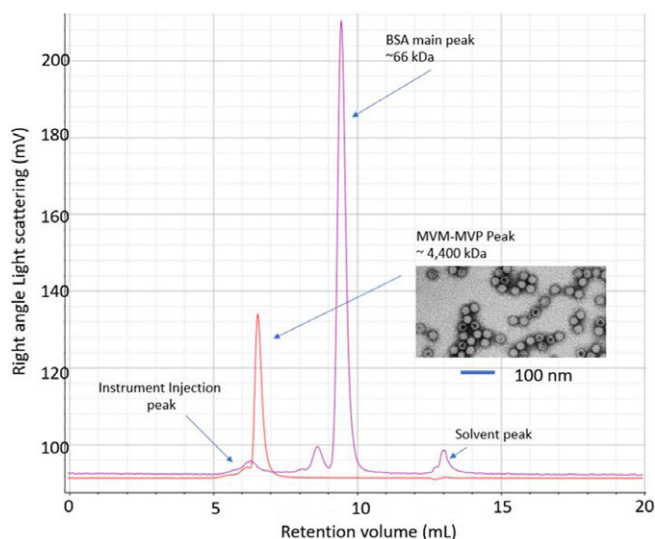 BSA main peak
~66 kDa
200
180
Right angle Light scattering (mV)
160
MVM-MVP Peak
~ 4,400 kDa
140
120
100 nm
Instrument Injection
peak
Solvent peak
100
0
5
10
15
20
Retention volume (mL)